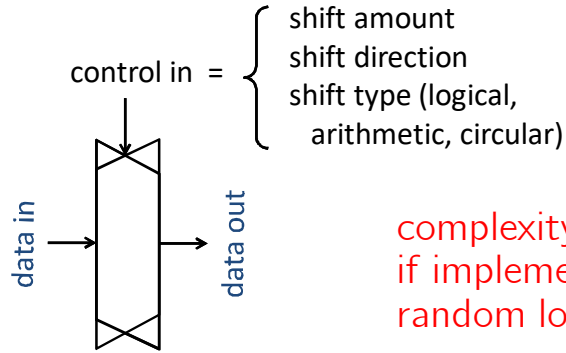 shift amount
control in =
shift direction
shift type (logical,
arithmetic, circular)
data in
data out
complexity
if impleme
random lo